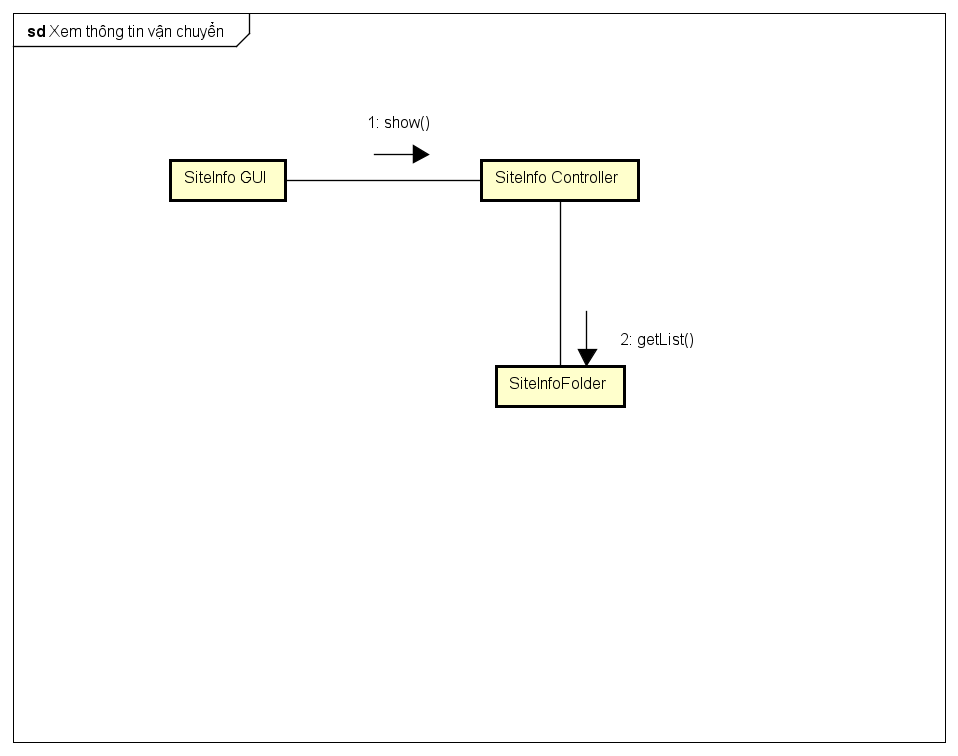 sd Xem thông tin vận chuyển
1: show()
SiteInfo GUI
SiteInfo Controller
2: getList()
SiteInfoFolder